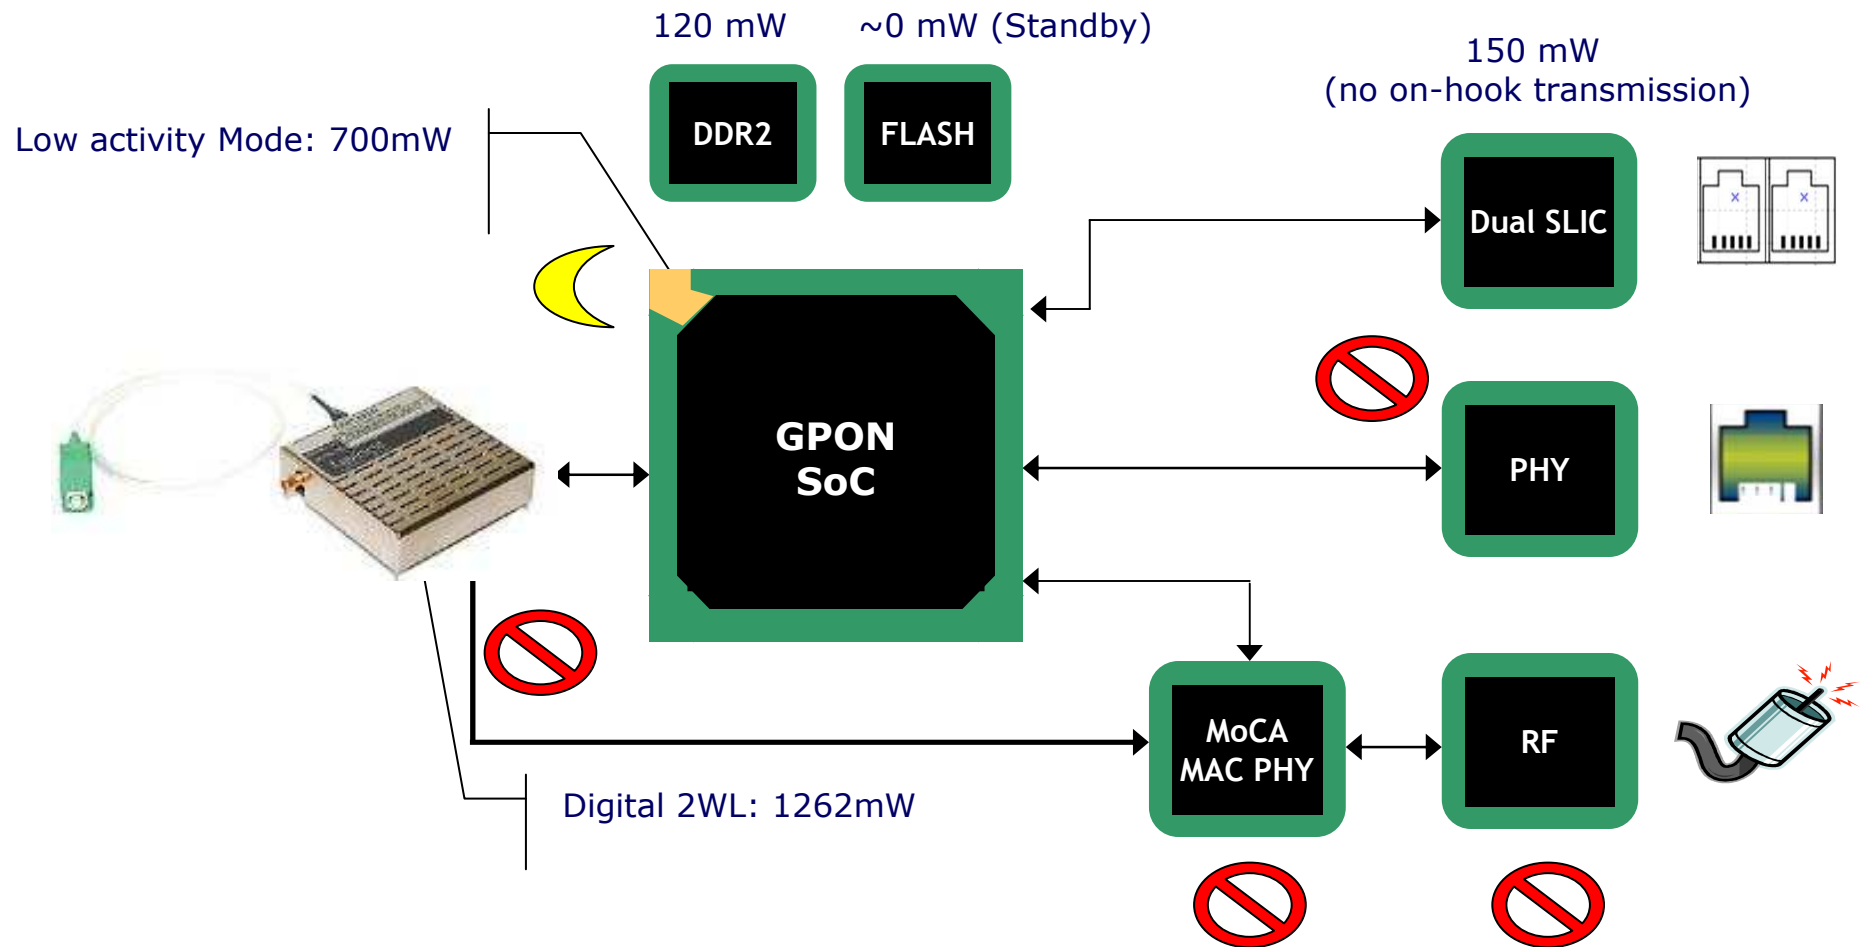 120 mW
~0 mW (Standby)
150 mW
(no on-hook transmission)
Low activity Mode: 700mW
DDR2
FLASH
Dual SLIC
GPON
SoC
PHY
MoCA
MAC PHY
RF
Digital 2WL: 1262mW